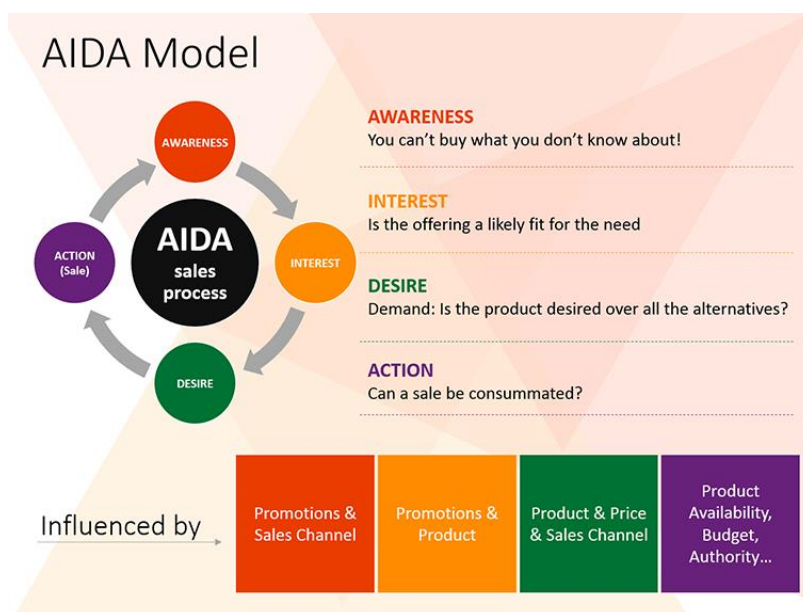 AIDA Model
AWARENESS
INTEREST
DESIRE
ACTION
(Sale)
AIDA
sales
process
AWARENESS
You can’t buy what you don’t know about!
INTEREST
Is the offering a likely fit for the need
DESIRE
Demand: Is the product desired over all the alternatives?
ACTION
Can a sale be consummated?
Influenced by
Promotions &
Sales Channel
Promotions &
Product
Product & Price
& Sales Channel
Product
Availability,
Budget,
Authority...